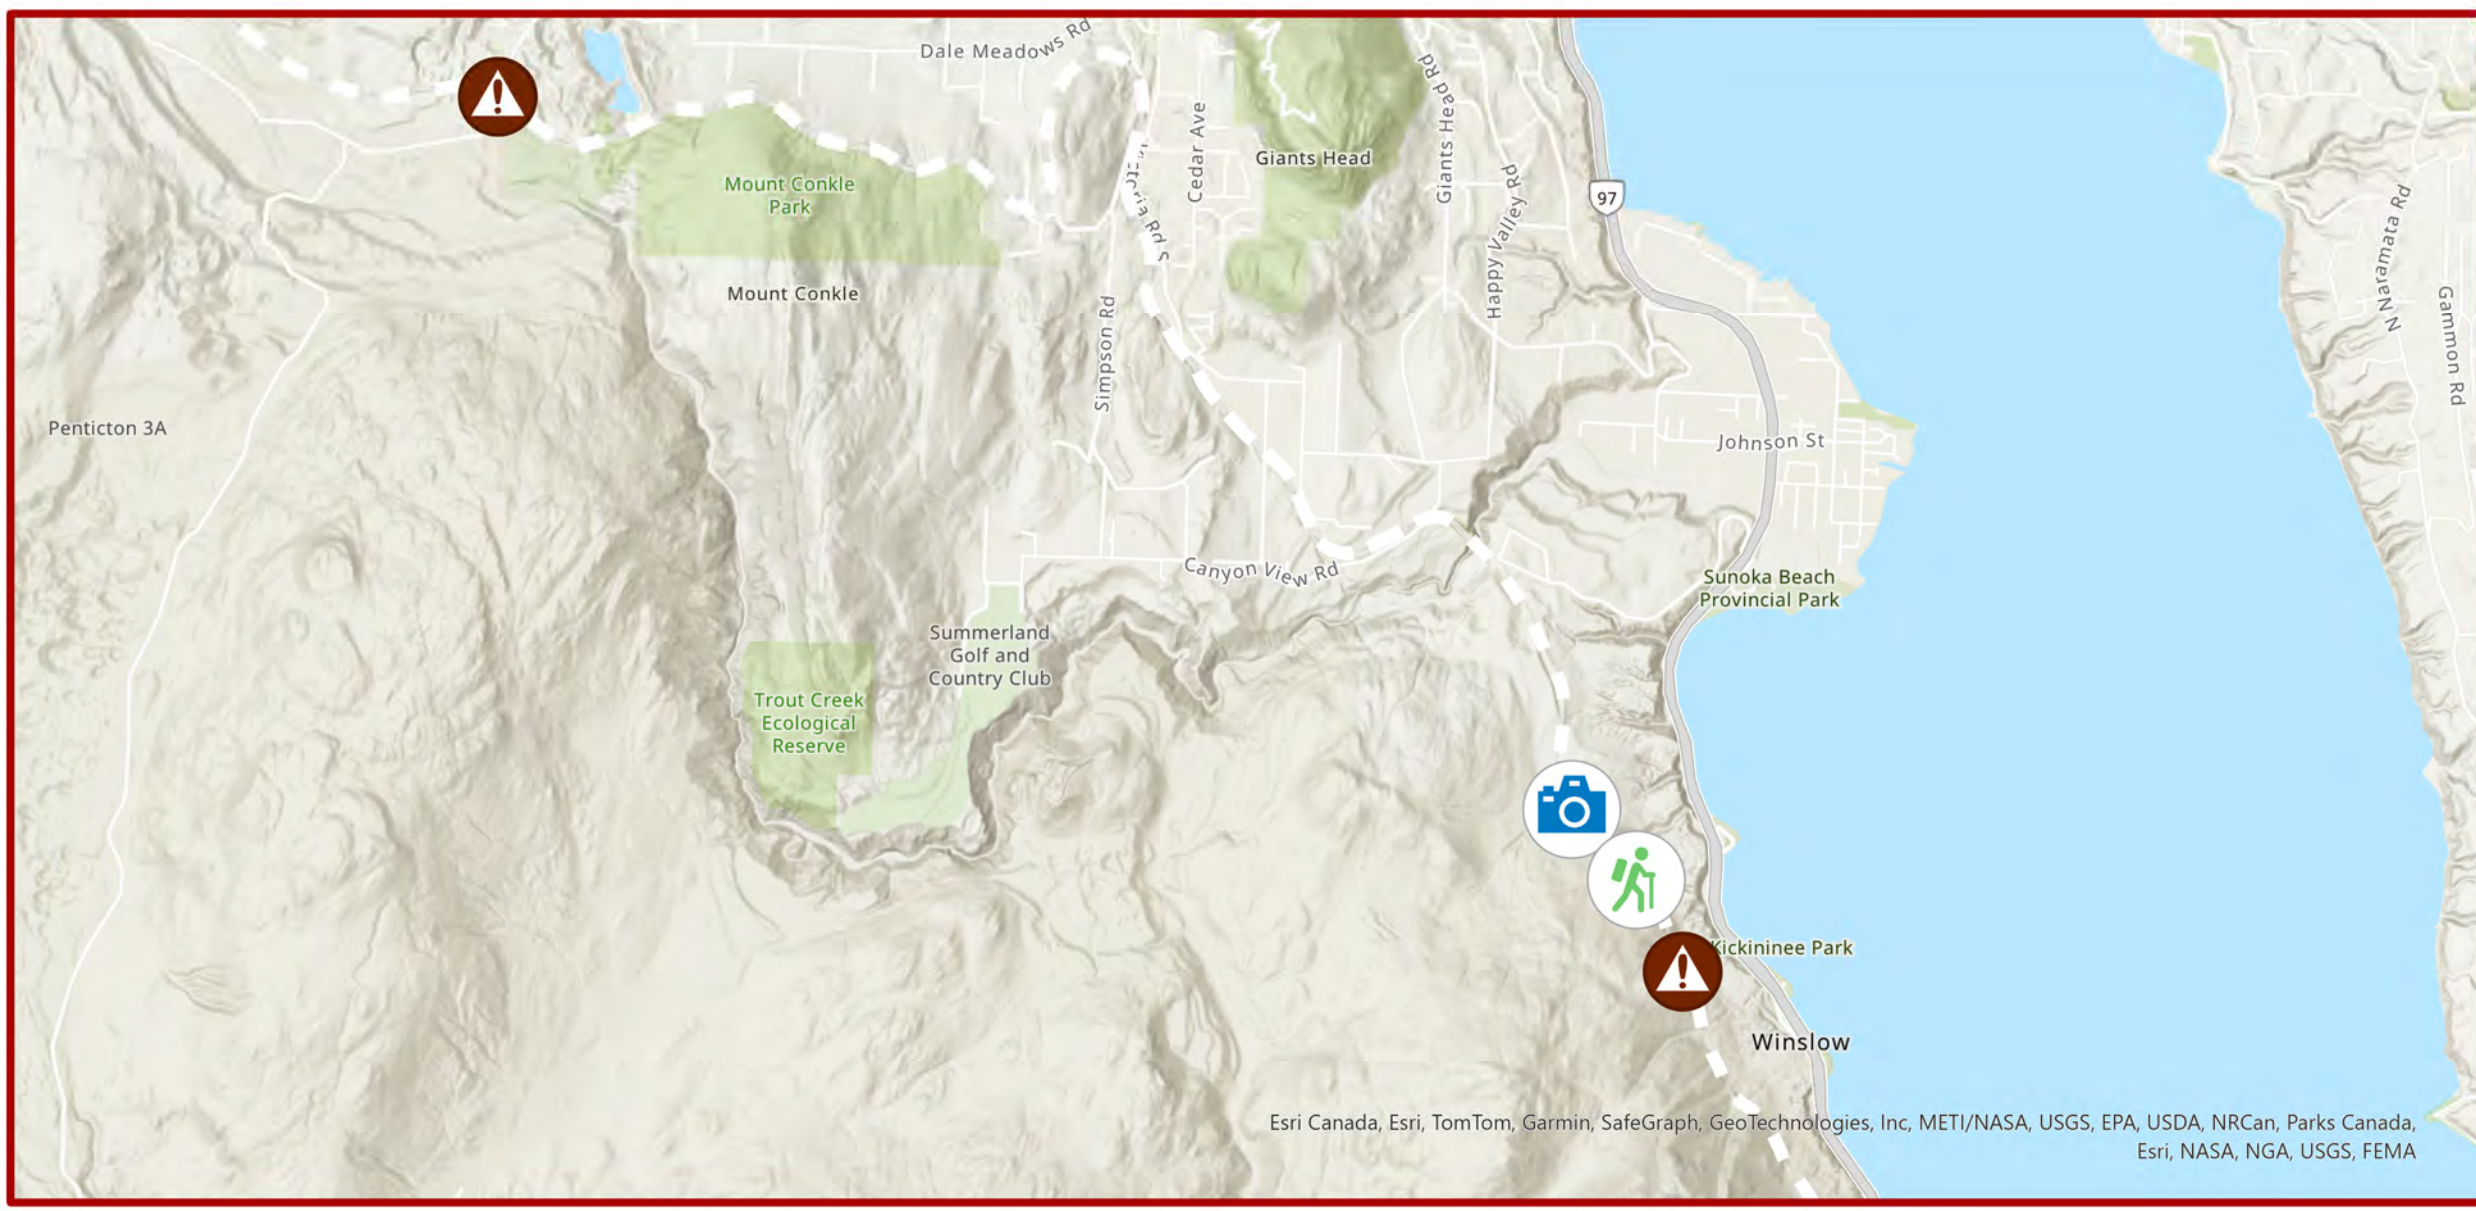 Dale Meadows Rd
Giants Head Rd
Cedar Ave
Giants Head
Mount Conkle
Park
Victoria Rd S
Happy Valley Rd
97
N Naramata Rd
Gammon Rd
Mount Conkle
Simpson Rd
Penticton 3A
Johnson St
Canyon View Rd
Sunoka Beach
Provincial Park
Summerland
Golf and
Country Club
Trout Creek
Ecological
Reserve
Kickininee Park
Winslow
Esri Canada, Esri, TomTom, Garmin, SafeGraph, GeoTechnologies, Inc, METI/NASA, USGS, EPA, USDA, NRCan, Parks Canada,
Esri, NASA, NGA, USGS, FEMA